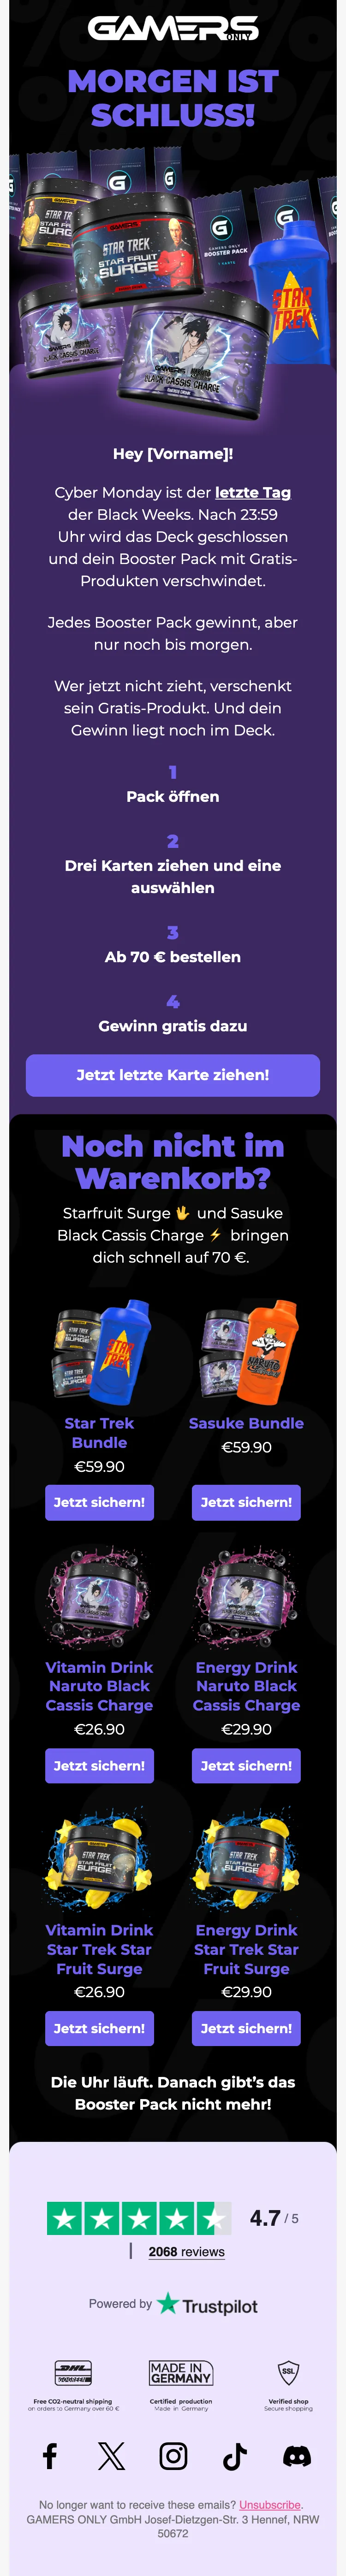 GAMERS
ONLY
MORGEN IST
SCHLUSS!
GAMERS
STAR TREK
STAR FRUIT
SURGE
GAMERS ONLY
BOOSTER PACK
STAR
TREK
BLACK CASSIS CHARGE
GAMERS
BLACK CASSIS CHARGE
Hey [Vorname]!
Cyber Monday ist der letzte Tag
der Black Weeks. Nach 23:59
Uhr wird das Deck geschlossen
und dein Booster Pack mit Gratis-
Produkten verschwindet.
Jedes Booster Pack gewinnt, aber
nur noch bis morgen.
Wer jetzt nicht zieht, verschenkt
sein Gratis-Produkt. Und dein
Gewinn liegt noch im Deck.
1
Pack öffnen
2
Drei Karten ziehen und eine
auswählen
3
Ab 70 € bestellen
4
Gewinn gratis dazu
Jetzt letzte Karte ziehen!
Noch nicht im
Warenkorb?
Starfruit Surge 🖖 und Sasuke
Black Cassis Charge ⚡ bringen
dich schnell auf 70 €.
Star Trek
Bundle
€59.90
Jetzt sichern!
Sasuke Bundle
€59.90
Jetzt sichern!
Vitamin Drink
Naruto Black
Cassis Charge
€26.90
Jetzt sichern!
Energy Drink
Naruto Black
Cassis Charge
€29.90
Jetzt sichern!
Vitamin Drink
Star Trek Star
Fruit Surge
€26.90
Jetzt sichern!
Energy Drink
Star Trek Star
Fruit Surge
€29.90
Jetzt sichern!
Die Uhr läuft. Danach gibt’s das
Booster Pack nicht mehr!
4.7 / 5
| 2068 reviews
Powered by Trustpilot
DHL
MADE IN
GERMANY
SSL
Free CO2-neutral shipping
on orders to Germany over 60 €
Certified production
Made in Germany
Verified shop
Secure shopping
No longer want to receive these emails? Unsubscribe.
GAMERS ONLY GmbH Josef-Dietzgen-Str. 3 Hennef, NRW
50672